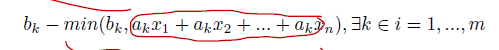 b_k − min(b_k, a_k x_1 + a_k x_2 + ... + a_k x_n), ∃k ∈ i = 1, ..., m